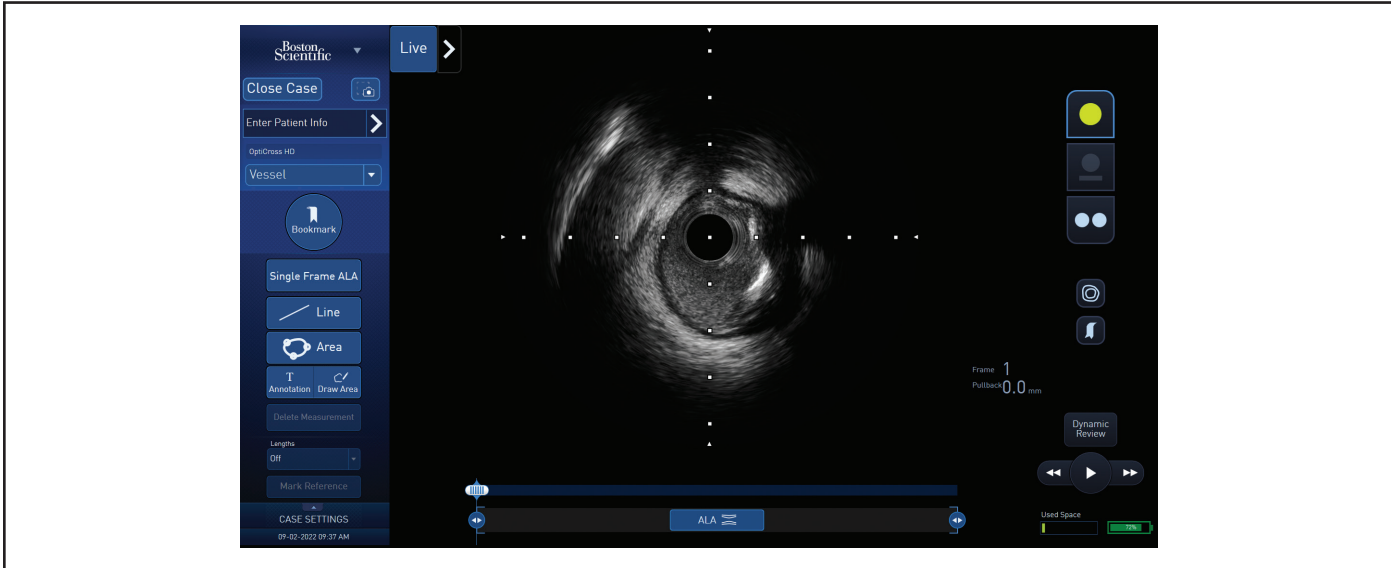 Boston
Scientific
Live
Close Case
Enter Patient Info
OptiCross HD
Vessel
Bookmark
Single Frame ALA
Line
Area
T
Annotation Draw Area
Delete Measurement
Lengths
Off
Mark Reference
CASE SETTINGS
09-02-2022 09:37 AM
ALA
Frame 1
Pullback 0.0 mm
Dynamic
Review
Used Space
72%